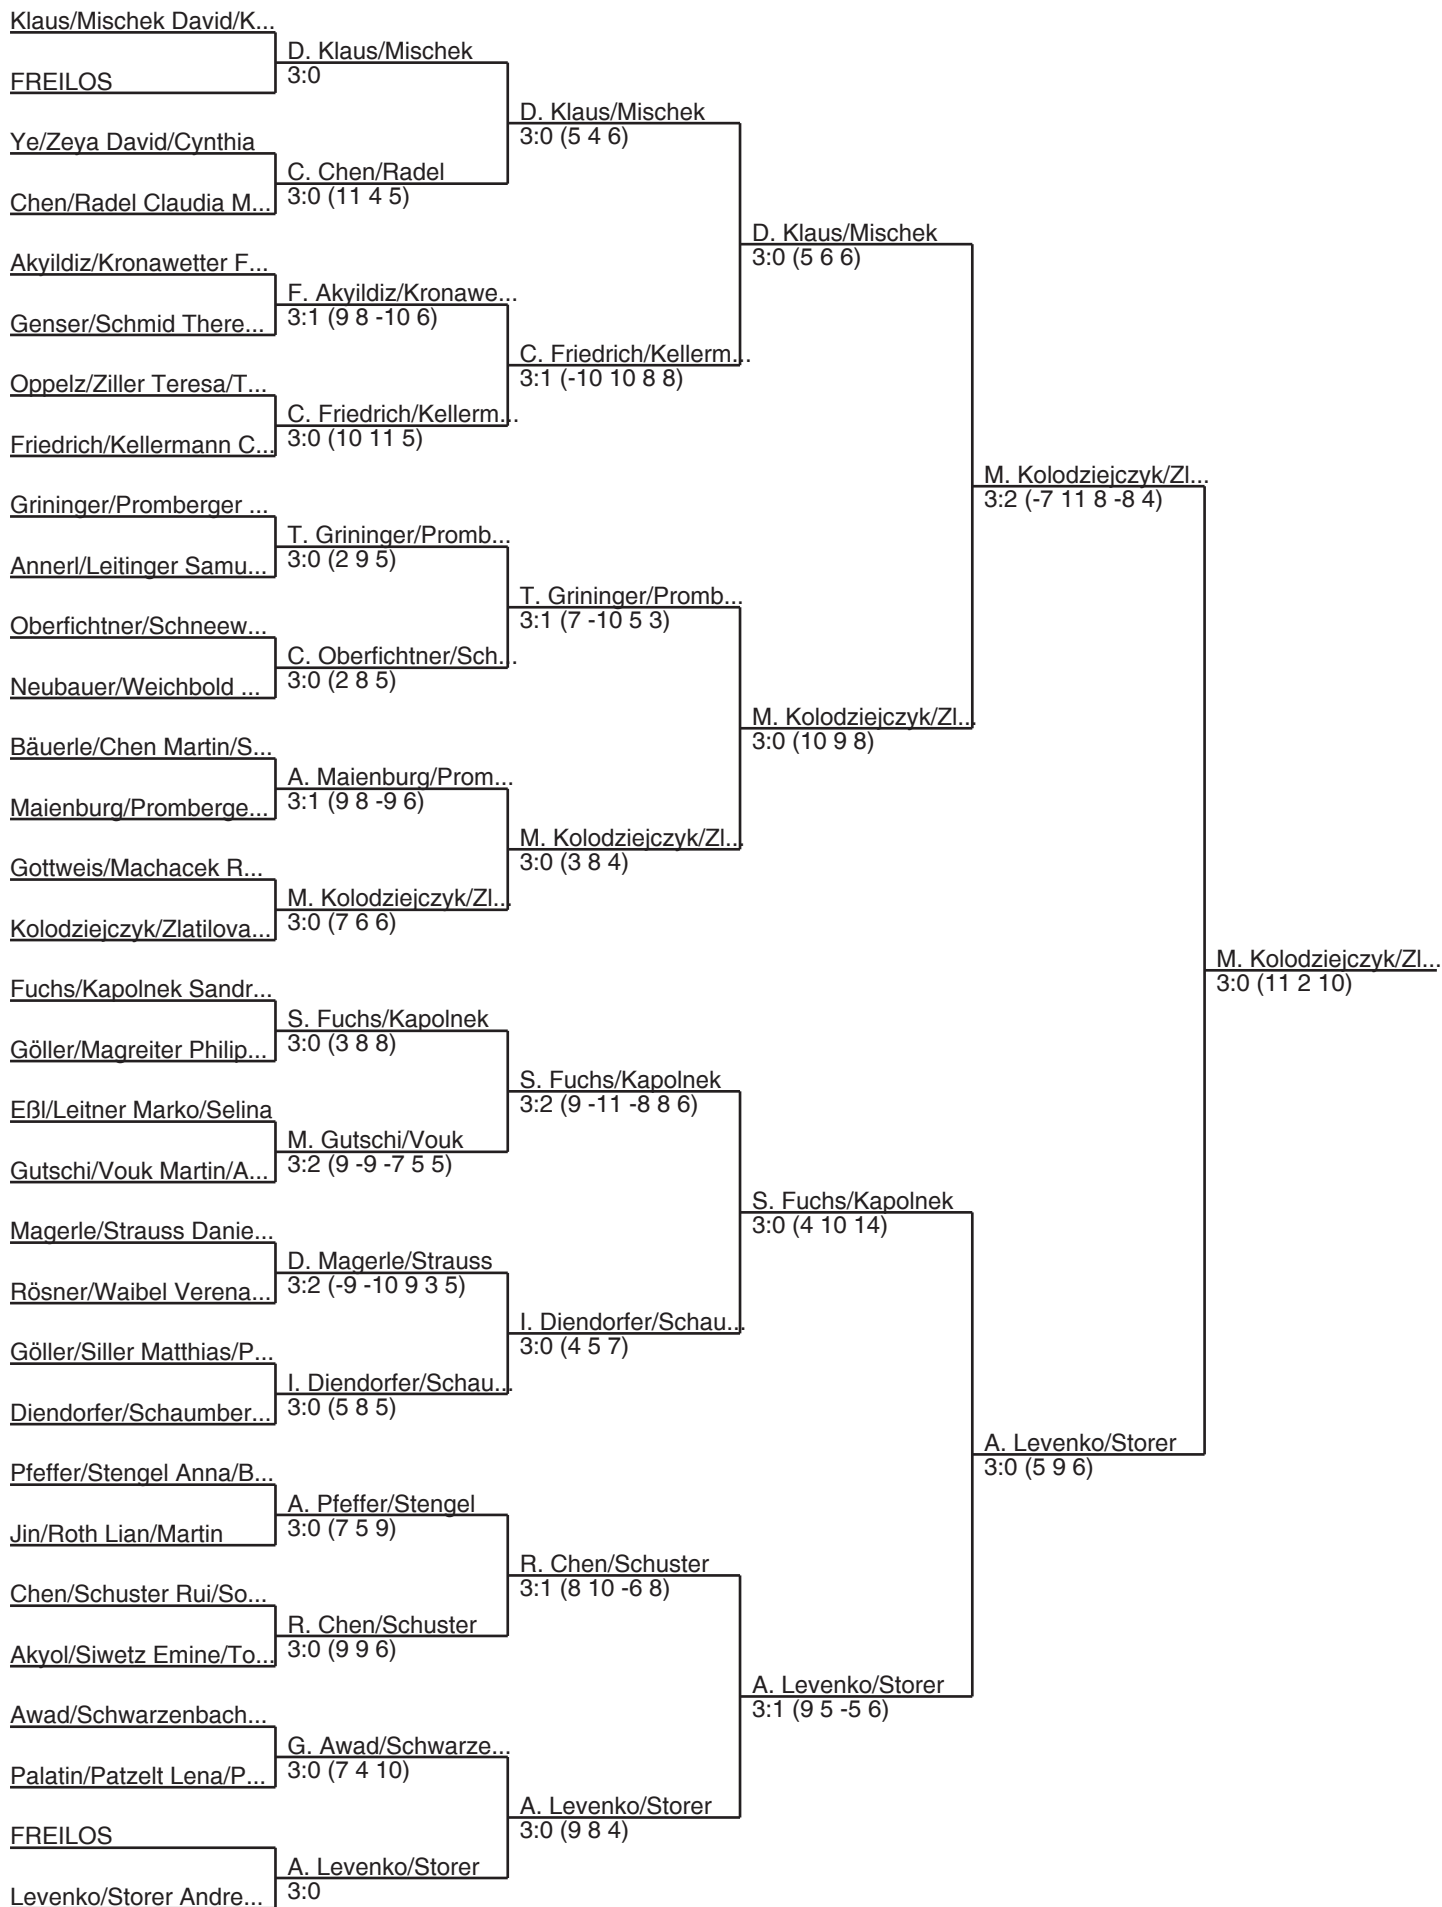 Klaus/Mischek David/K...
D. Klaus/Mischek
FREILOS
3:0
D. Klaus/Mischek
3:0 (5 4 6)
Ye/Zeya David/Cynthia
C. Chen/Radel
Chen/Radel Claudia M...
3:0 (11 4 5)
D. Klaus/Mischek
3:0 (5 6 6)
Akyildiz/Kronawetter F...
F. Akyildiz/Kronawe...
Genser/Schmid There...
3:1 (9 8 -10 6)
C. Friedrich/Kellerm...
3:1 (-10 10 8 8)
Oppelz/Ziller Teresa/T...
C. Friedrich/Kellerm...
Friedrich/Kellermann C...
3:0 (10 11 5)
M. Kolodziejczyk/Zl...
3:2 (-7 11 8 -8 4)
Grininger/Promberger ...
T. Grininger/Promb...
Annerl/Leitinger Samu...
3:0 (2 9 5)
T. Grininger/Promb...
3:1 (7 -10 5 3)
Oberfichtner/Schneew...
C. Oberfichtner/Sch...
Neubauer/Weichbold ...
3:0 (2 8 5)
M. Kolodziejczyk/Zl...
3:0 (10 9 8)
Bäuerle/Chen Martin/S...
A. Maienburg/Prom...
Maienburg/Promberge...
3:1 (9 8 -9 6)
M. Kolodziejczyk/Zl...
3:0 (3 8 4)
Gottweis/Machacek R...
M. Kolodziejczyk/Zl...
Kolodziejczyk/Zlatilova...
3:0 (7 6 6)
M. Kolodziejczyk/Zl...
3:0 (11 2 10)
Fuchs/Kapolnek Sandr...
S. Fuchs/Kapolnek
Göller/Magreiter Philip...
3:0 (3 8 8)
S. Fuchs/Kapolnek
3:2 (9 -11 -8 8 6)
Eßl/Leitner Marko/Selina
M. Gutschi/Vouk
Gutschi/Vouk Martin/A...
3:2 (9 -9 -7 5 5)
S. Fuchs/Kapolnek
3:0 (4 10 14)
Magerle/Strauss Danie...
D. Magerle/Strauss
Rösner/Waibel Verena...
3:2 (-9 -10 9 3 5)
I. Diendorfer/Schau...
3:0 (4 5 7)
Göller/Siller Matthias/P...
I. Diendorfer/Schau...
Diendorfer/Schaumber...
3:0 (5 8 5)
A. Levenko/Storer
3:0 (5 9 6)
Pfeffer/Stengel Anna/B...
A. Pfeffer/Stengel
Jin/Roth Lian/Martin
3:0 (7 5 9)
R. Chen/Schuster
3:1 (8 10 -6 8)
Chen/Schuster Rui/So...
R. Chen/Schuster
Akyol/Siwetz Emine/To...
3:0 (9 9 6)
A. Levenko/Storer
3:1 (9 5 -5 6)
Awad/Schwarzenbach...
G. Awad/Schwarze...
Palatin/Patzelt Lena/P...
3:0 (7 4 10)
A. Levenko/Storer
3:0 (9 8 4)
FREILOS
A. Levenko/Storer
Levenko/Storer Andre...
3:0